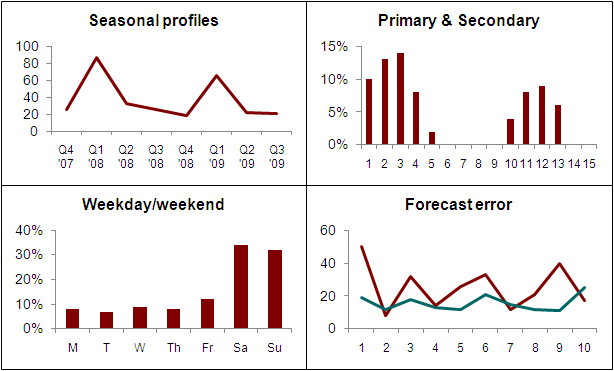 Seasonal profiles
100
80
60
40
20
0
Q4 Q1 Q2 Q3 Q4 Q1 Q2 Q3
'07 '08 '08 '08 '08 '09 '09 '09
Primary & Secondary
15%
10%
5%
0%
1 2 3 4 5 6 7 8 9 10 11 12 13 14 15
Weekday/weekend
40%
30%
20%
10%
0%
M T W Th Fr Sa Su
Forecast error
60
40
20
0
1 2 3 4 5 6 7 8 9 10